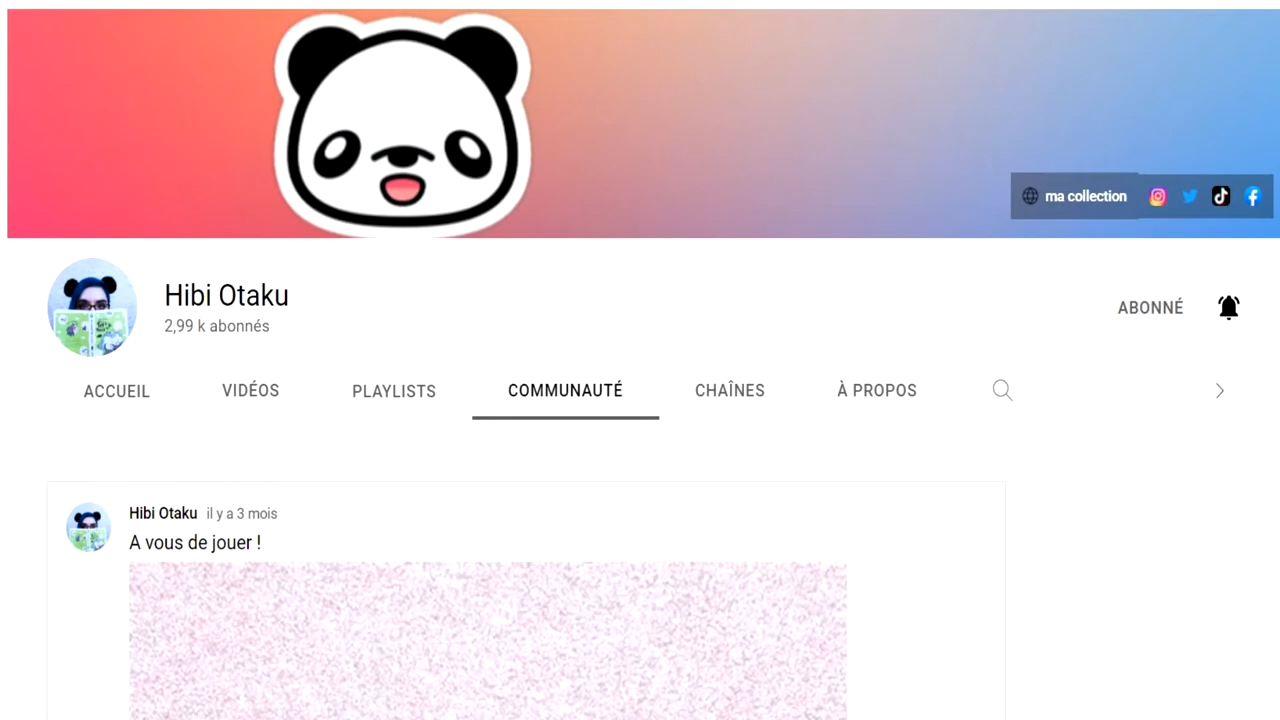 ma collection
Hibi Otaku
2,99 k abonnés
ABONNÉ
ACCUEIL VIDÉOS PLAYLISTS COMMUNAUTÉ CHAÎNES À PROPOS
Hibi Otaku il y a 3 mois
A vous de jouer !